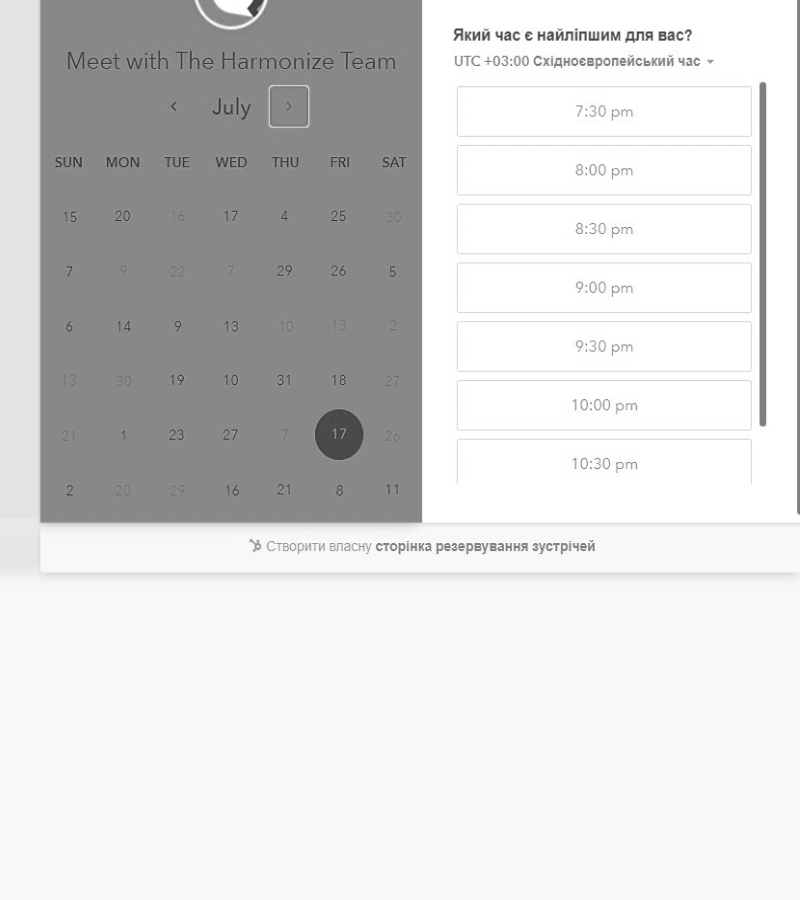 Meet with The Harmonize Team
July
SUN MON TUE WED THU FRI SAT
15 20 16 17 4 25 30
7 9 22 7 29 26 5
6 14 9 13 10 13 2
13 30 19 10 31 18 27
21 1 23 27 7 17 26
2 20 29 16 21 8 11
Який час є найліпшим для вас?
UTC +03:00 Східноєвропейський час
7:30 pm
8:00 pm
8:30 pm
9:00 pm
9:30 pm
10:00 pm
10:30 pm
Створити власну сторінка резервування зустрічей